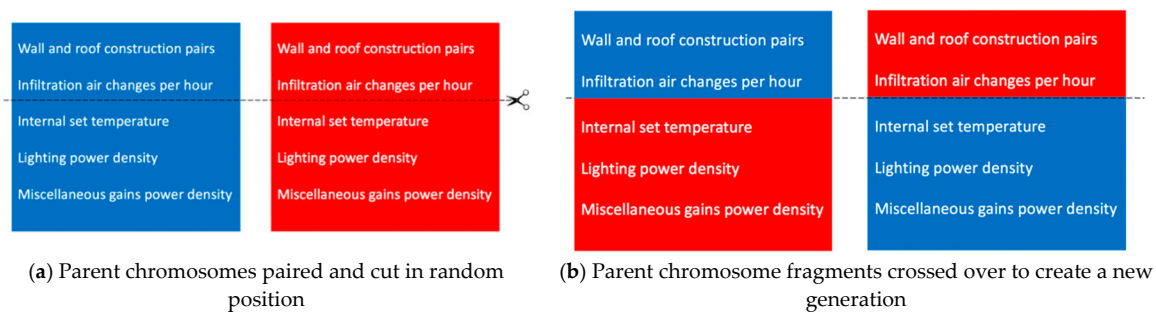 Wall and roof construction pairs
Infiltration air changes per hour
Internal set temperature
Lighting power density
Miscellaneous gains power density
Wall and roof construction pairs
Infiltration air changes per hour
Internal set temperature
Lighting power density
Miscellaneous gains power density
(a) Parent chromosomes paired and cut in random
position
Wall and roof construction pairs
Infiltration air changes per hour
Internal set temperature
Lighting power density
Miscellaneous gains power density
Wall and roof construction pairs
Infiltration air changes per hour
Internal set temperature
Lighting power density
Miscellaneous gains power density
(b) Parent chromosome fragments crossed over to create a new
generation